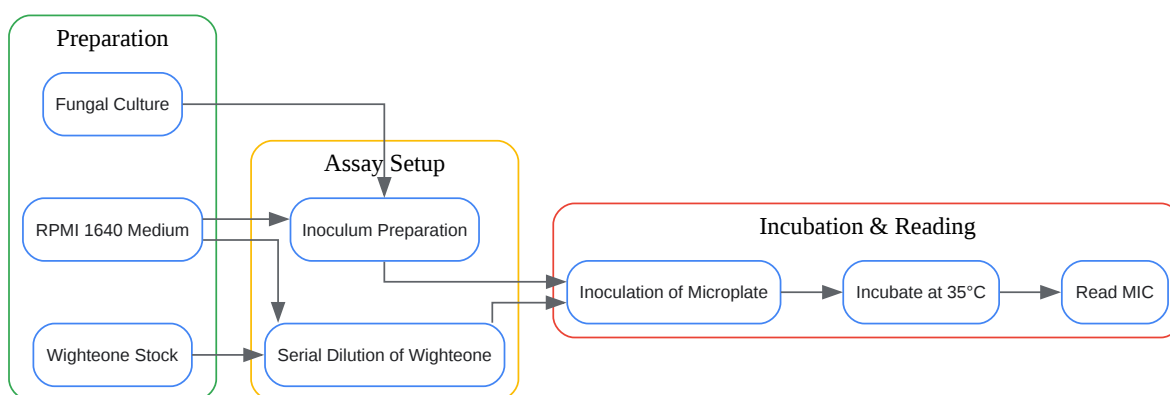 Preparation
Fungal Culture
RPMI 1640 Medium
Wighteone Stock
Assay Setup
Inoculum Preparation
Serial Dilution of Wighteone
Incubation & Reading
Inoculation of Microplate
Incubate at 35°C
Read MIC